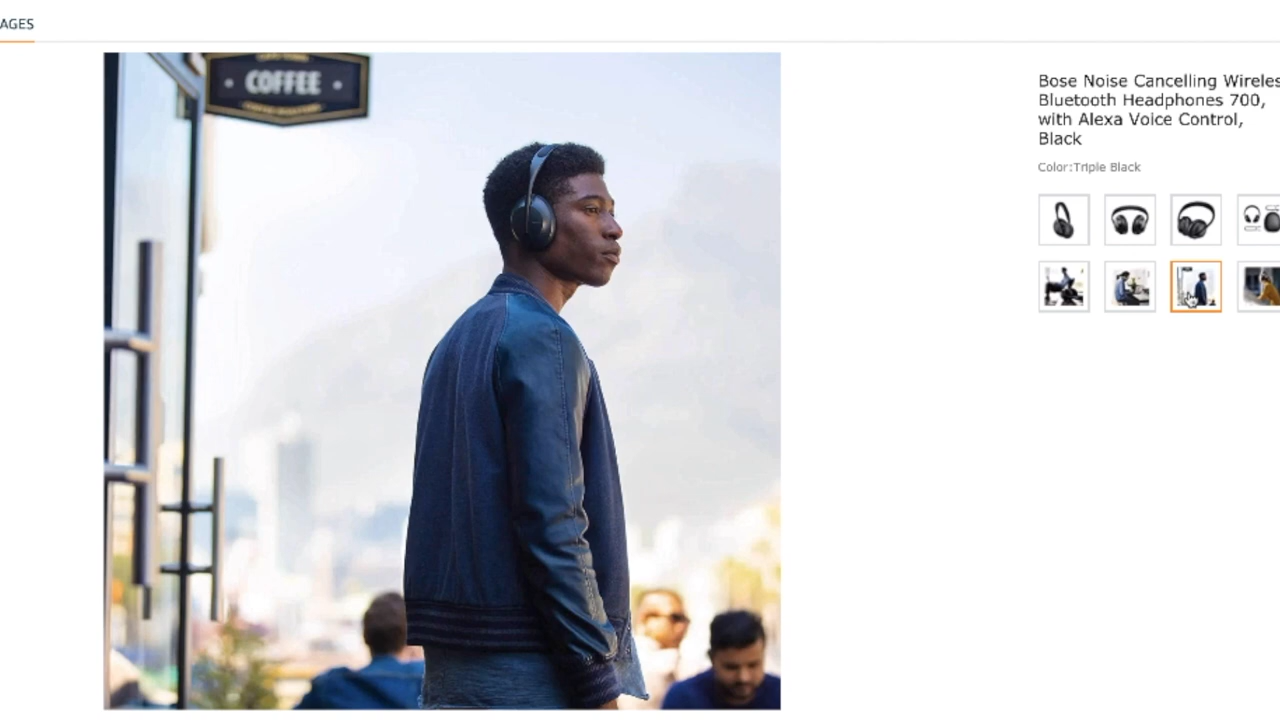 AGES
COFFEE
Bose Noise Cancelling Wireles
Bluetooth Headphones 700,
with Alexa Voice Control,
Black
Color:Triple Black